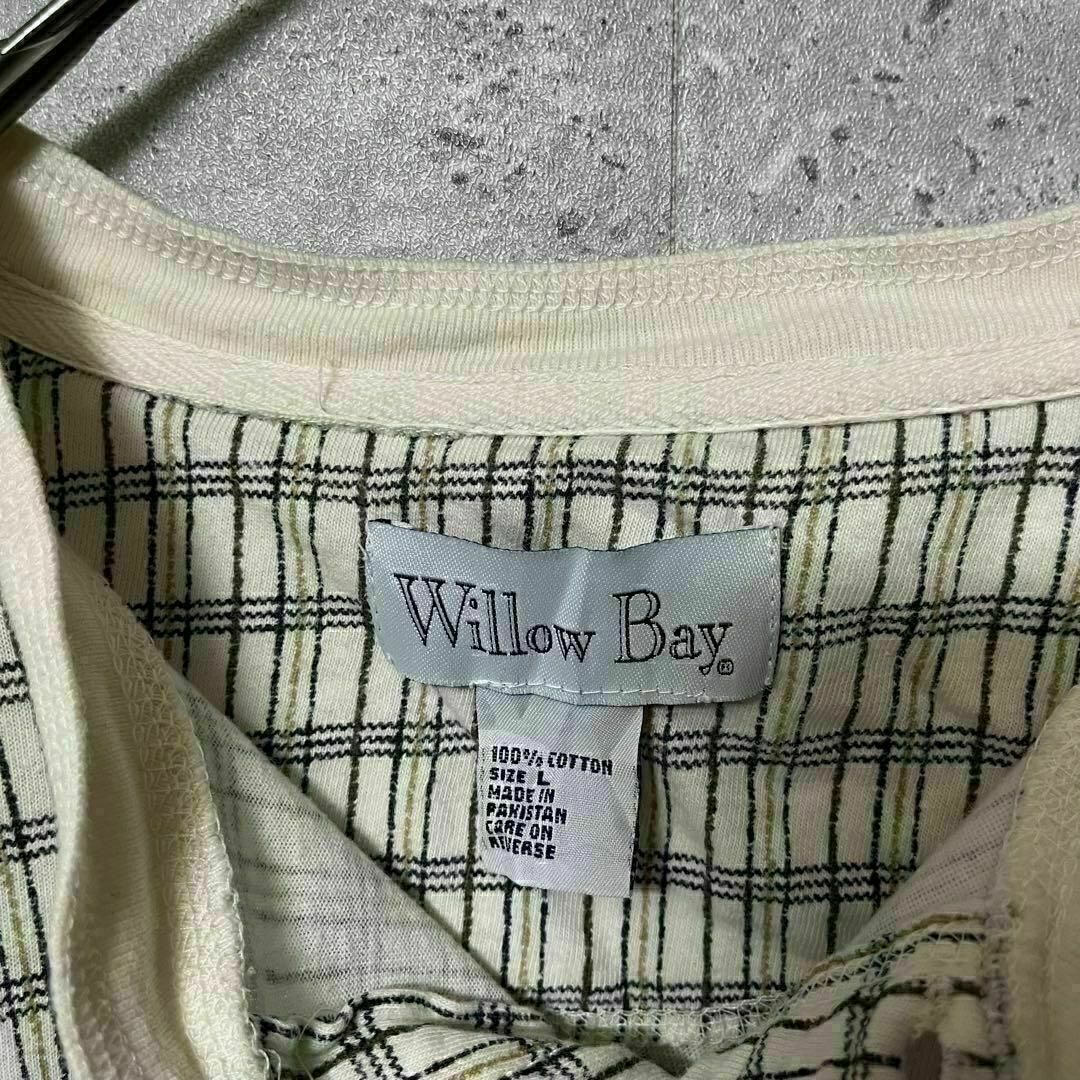 Willow Bay®
100% COTTON
SIZE L
MADE IN
PAKISTAN
CARE ON
REVERSE